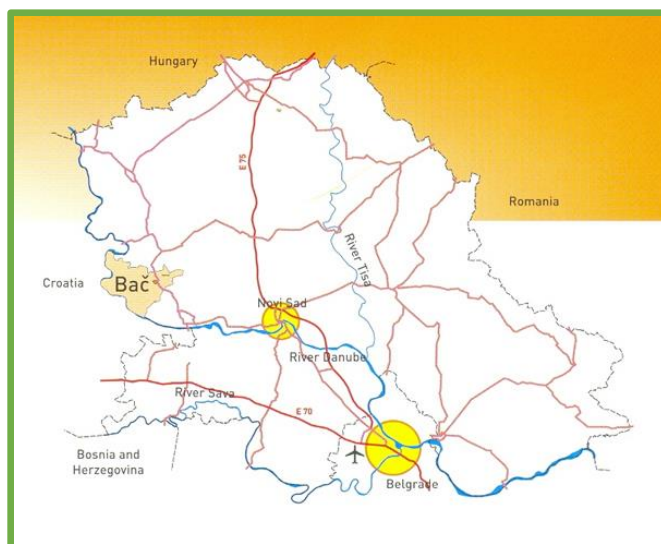 Hungary
E 75
Romania
River Tisa
Croatia
Bač
Novi Sad
River Danube
River Sava
E 70
Bosnia and
Herzegovina
Belgrade